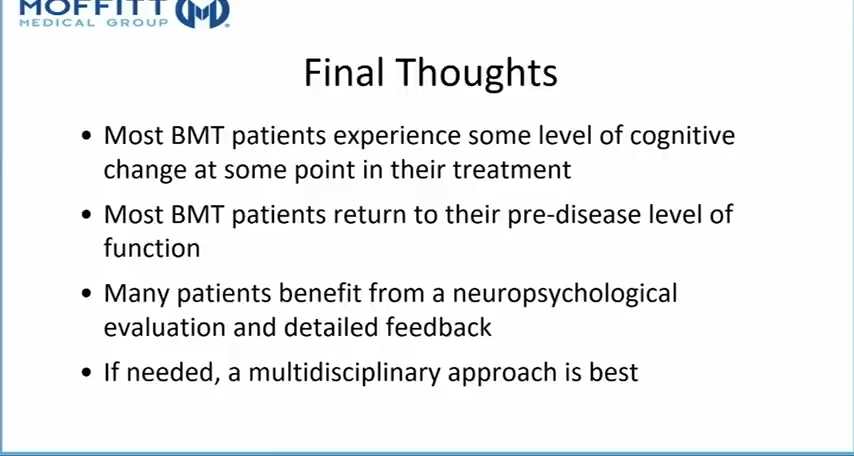 MOFFITT
MEDICAL GROUP
Final Thoughts
• Most BMT patients experience some level of cognitive
change at some point in their treatment
• Most BMT patients return to their pre-disease level of
function
• Many patients benefit from a neuropsychological
evaluation and detailed feedback
• If needed, a multidisciplinary approach is best